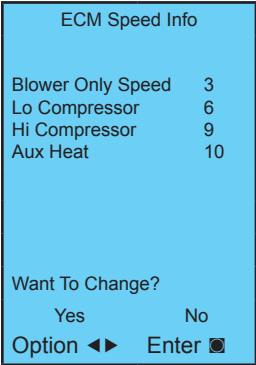 ECM Speed Info
Blower Only Speed 3
Lo Compressor 6
Hi Compressor 9
Aux Heat 10
Want To Change?
Yes No
Option ◀▶ Enter ◙